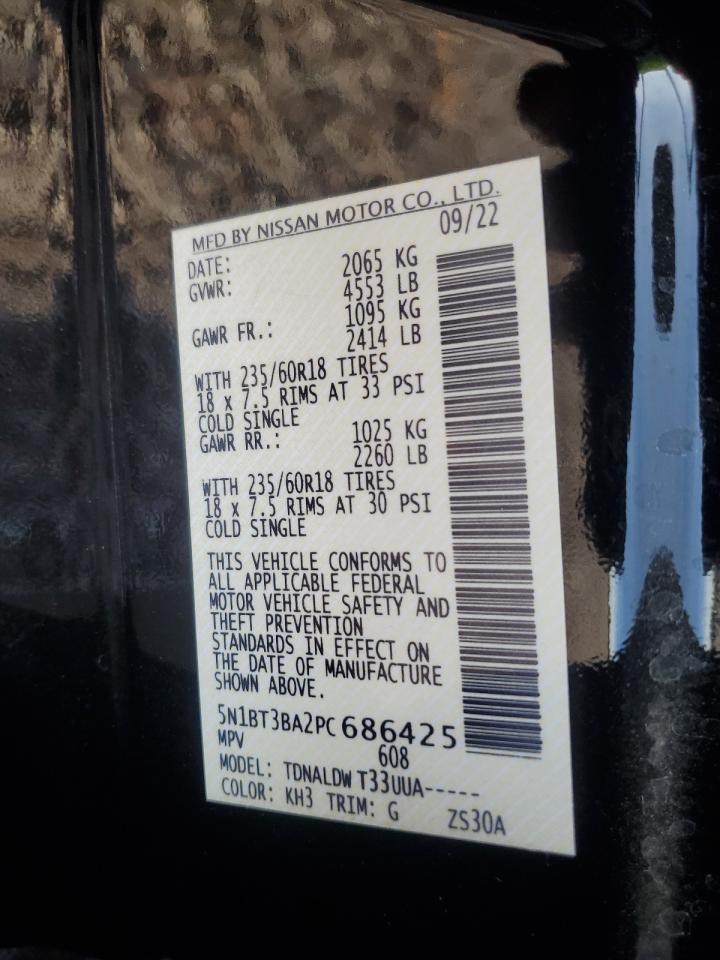 MFD BY NISSAN MOTOR CO., LTD.
DATE: 09/22
GVWR: 2065 KG
4553 LB
GAWR FR.: 1095 KG
2414 LB
WITH 235/60R18 TIRES
18 x 7.5 RIMS AT 33 PSI
COLD SINGLE
GAWR RR.: 1025 KG
2260 LB
WITH 235/60R18 TIRES
18 x 7.5 RIMS AT 30 PSI
COLD SINGLE
THIS VEHICLE CONFORMS TO
ALL APPLICABLE FEDERAL
MOTOR VEHICLE SAFETY AND
THEFT PREVENTION
STANDARDS IN EFFECT ON
THE DATE OF MANUFACTURE
SHOWN ABOVE.
5N1BT3BA2PC686425
MPV 608
MODEL: TDNALDW T33UUA-----
COLOR: KH3 TRIM: G ZS30A